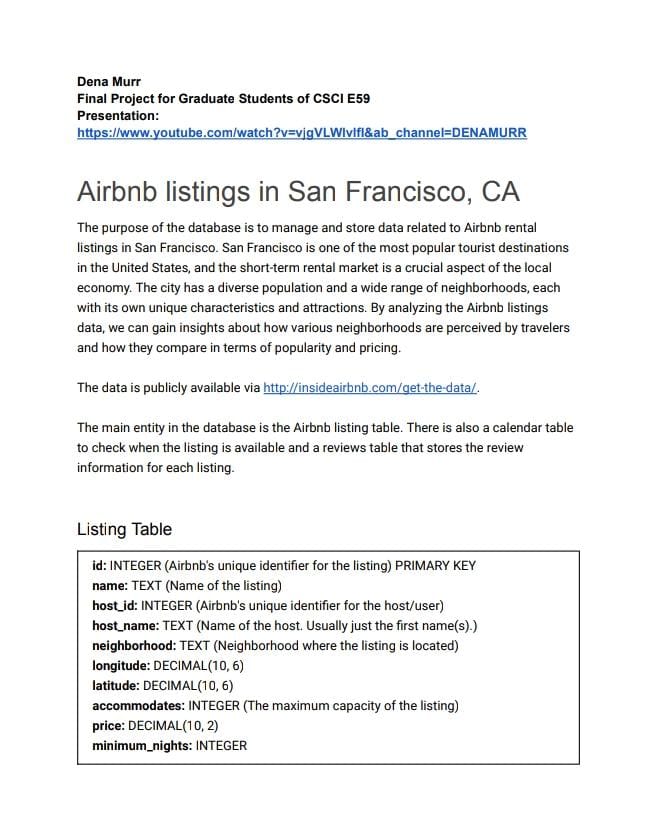 Dena Murr
Final Project for Graduate Students of CSCI E59
Presentation:
https://www.youtube.com/watch?v=vjgVLWlvlfI&ab_channel=DENAMURR
Airbnb listings in San Francisco, CA
The purpose of the database is to manage and store data related to Airbnb rental
listings in San Francisco. San Francisco is one of the most popular tourist destinations
in the United States, and the short-term rental market is a crucial aspect of the local
economy. The city has a diverse population and a wide range of neighborhoods, each
with its own unique characteristics and attractions. By analyzing the Airbnb listings
data, we can gain insights about how various neighborhoods are perceived by travelers
and how they compare in terms of popularity and pricing.
The data is publicly available via http://insideairbnb.com/get-the-data/.
The main entity in the database is the Airbnb listing table. There is also a calendar table
to check when the listing is available and a reviews table that stores the review
information for each listing.
Listing Table
id: INTEGER (Airbnb's unique identifier for the listing) PRIMARY KEY
name: TEXT (Name of the listing)
host_id: INTEGER (Airbnb's unique identifier for the host/user)
host_name: TEXT (Name of the host. Usually just the first name(s).)
neighborhood: TEXT (Neighborhood where the listing is located)
longitude: DECIMAL(10, 6)
latitude: DECIMAL(10, 6)
accommodates: INTEGER (The maximum capacity of the listing)
price: DECIMAL(10, 2)
minimum_nights: INTEGER